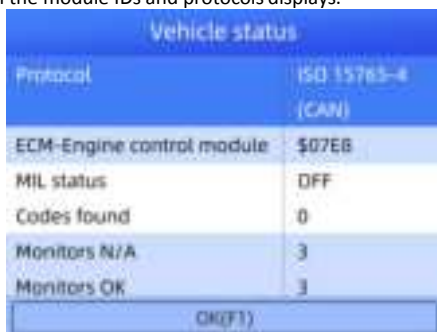 the module IDs and protocols displays.
Vehicle status
Protocol ISO 15765-4
(CAN)
ECM-Engine control module $07E8
MIL status OFF
Codes found 0
Monitors N/A 3
Monitors OK 3
OK(F1)